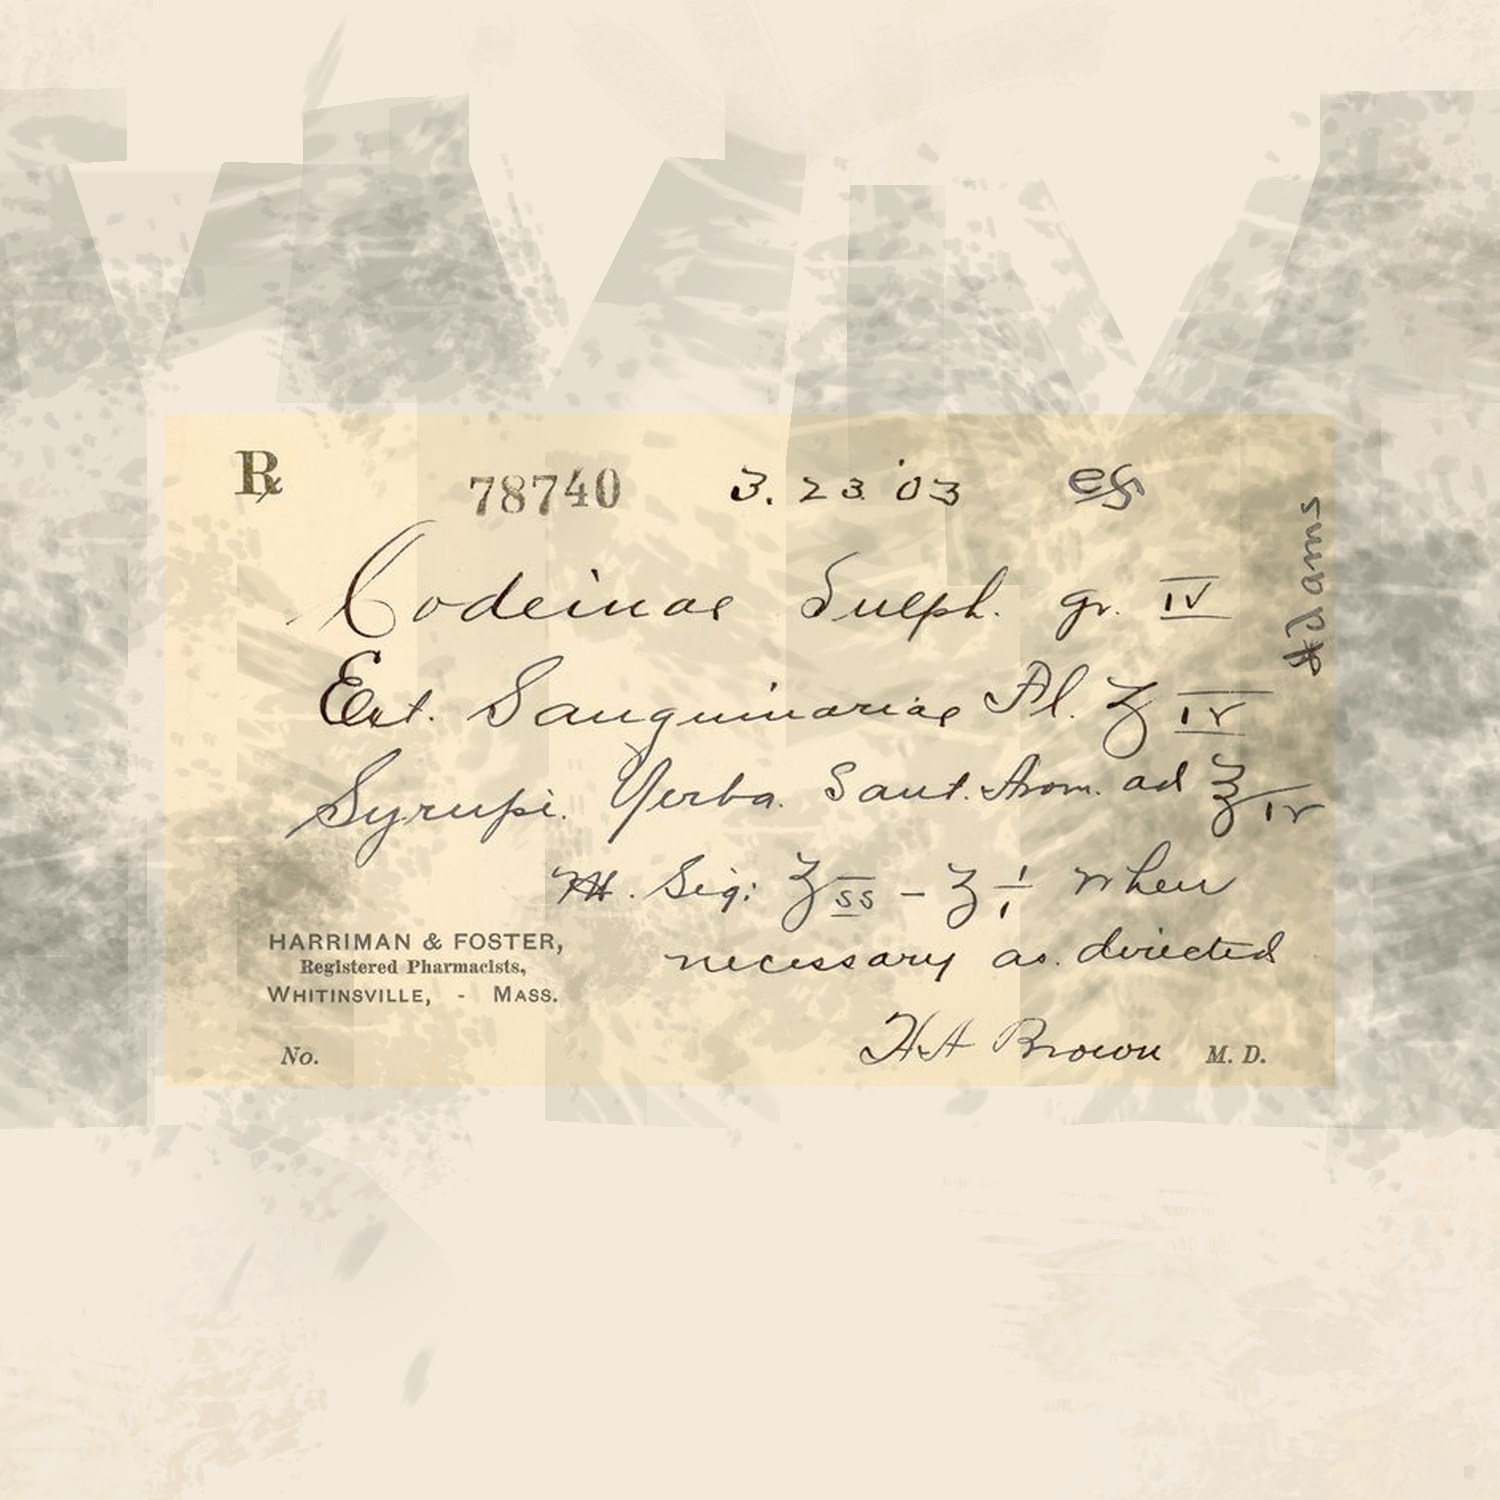 ℞ 78740 3.23.'03
Codeinae Sulph. gr. IV
Ext. Sanguinariae Fl. ʒ IV
Syrupi. Yerba. Sant. Arom. ad ℥ IV
M. Sig: ʒ ss - ʒ i when
necessary as directed
HARRIMAN & FOSTER,
Registered Pharmacists,
WHITINSVILLE, - MASS.
No.
HA Brown M. D.
Adams